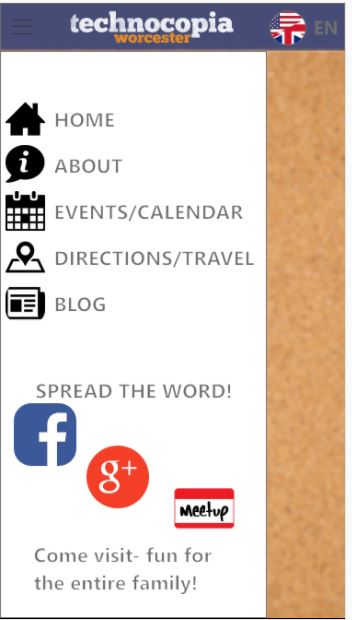 technocopia
worcester
EN
HOME
ABOUT
EVENTS/CALENDAR
DIRECTIONS/TRAVEL
BLOG
SPREAD THE WORD!
f
g+
Meetup
Come visit- fun for
the entire family!